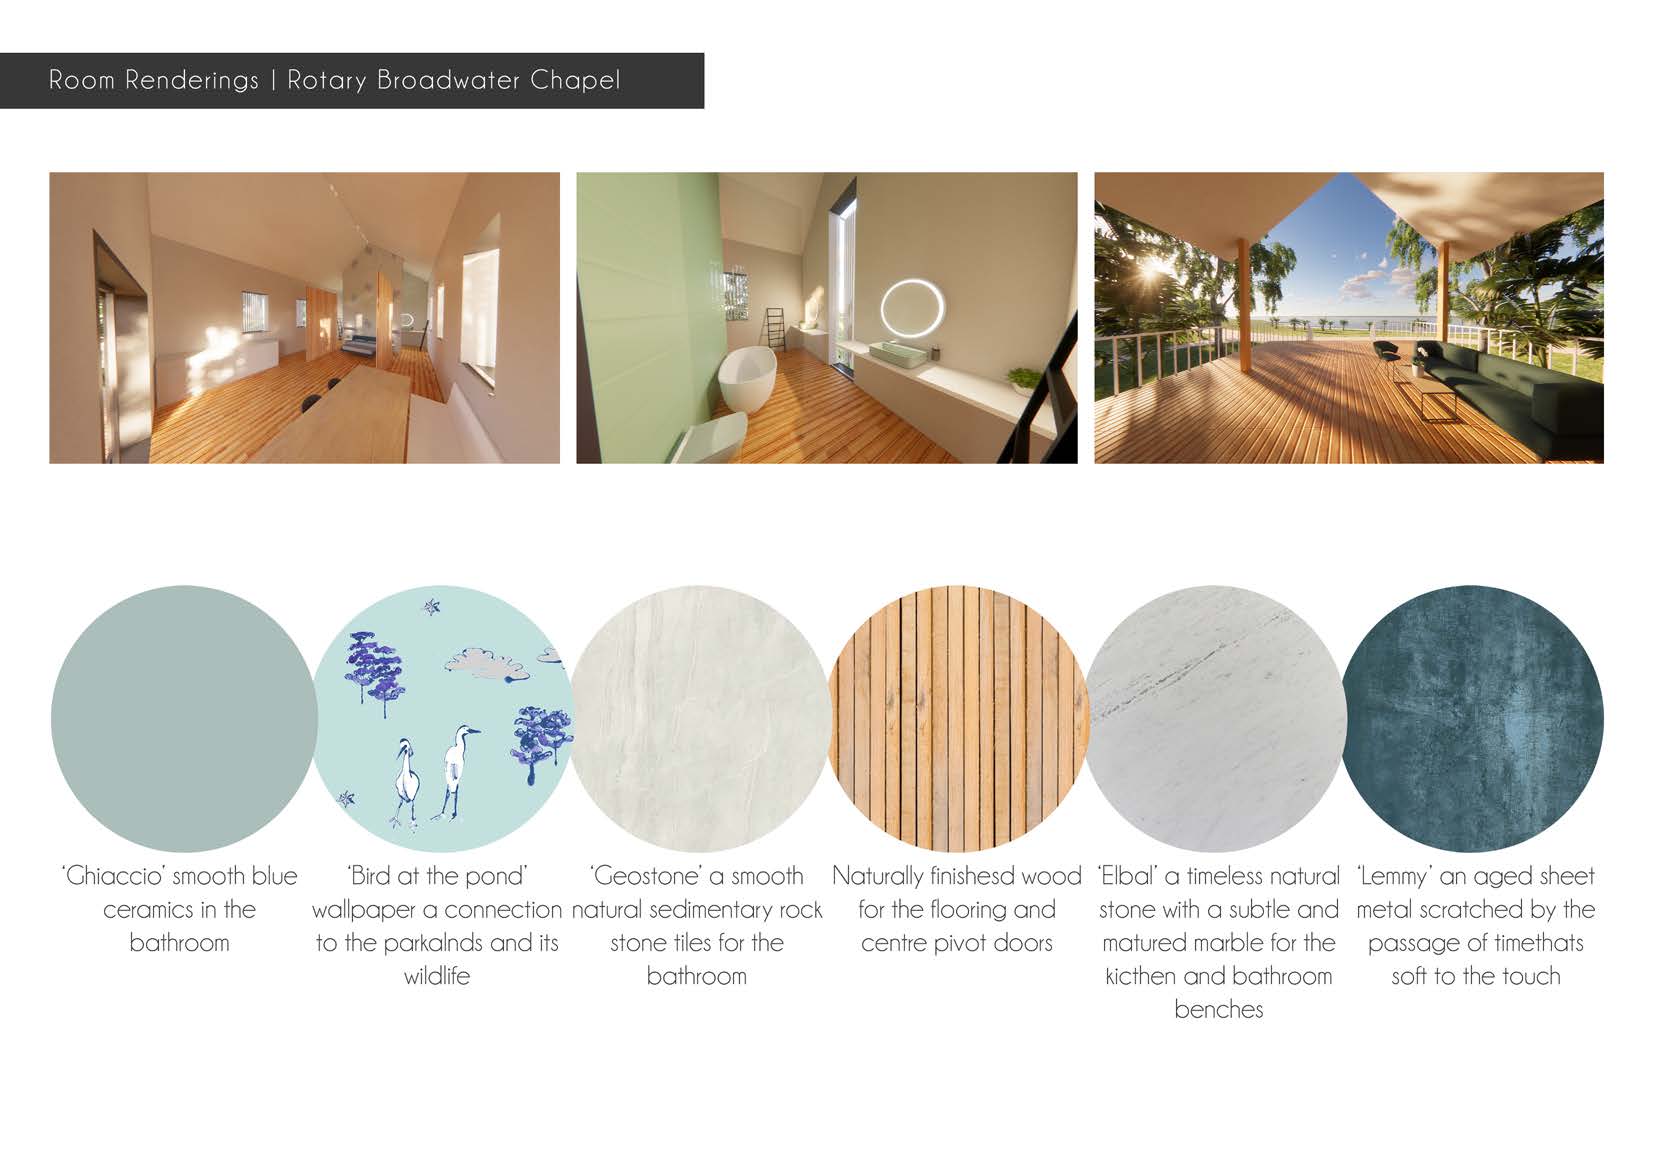 Room Renderings | Rotary Broadwater Chapel
‘Ghiaccio’ smooth blue
ceramics in the
bathroom
‘Bird at the pond’
wallpaper a connection
to the parkalnds and its
wildlife
‘Geostone’ a smooth
natural sedimentary rock
stone tiles for the
bathroom
Naturally finishesd wood
for the flooring and
centre pivot doors
‘Elbal’ a timeless natural
stone with a subtle and
matured marble for the
kicthen and bathroom
benches
‘Lemmy’ an aged sheet
metal scratched by the
passage of timethats
soft to the touch